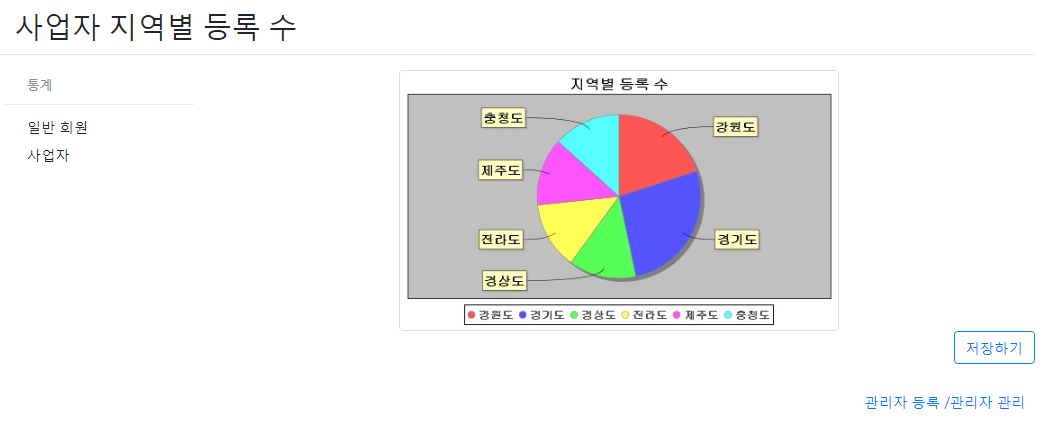 사업자 지역별 등록 수
통계
일반 회원
사업자
지역별 등록 수
충청도
강원도
제주도
전라도
경기도
경상도
강원도 경기도 경상도 전라도 제주도 충청도
저장하기
관리자 등록 /관리자 관리